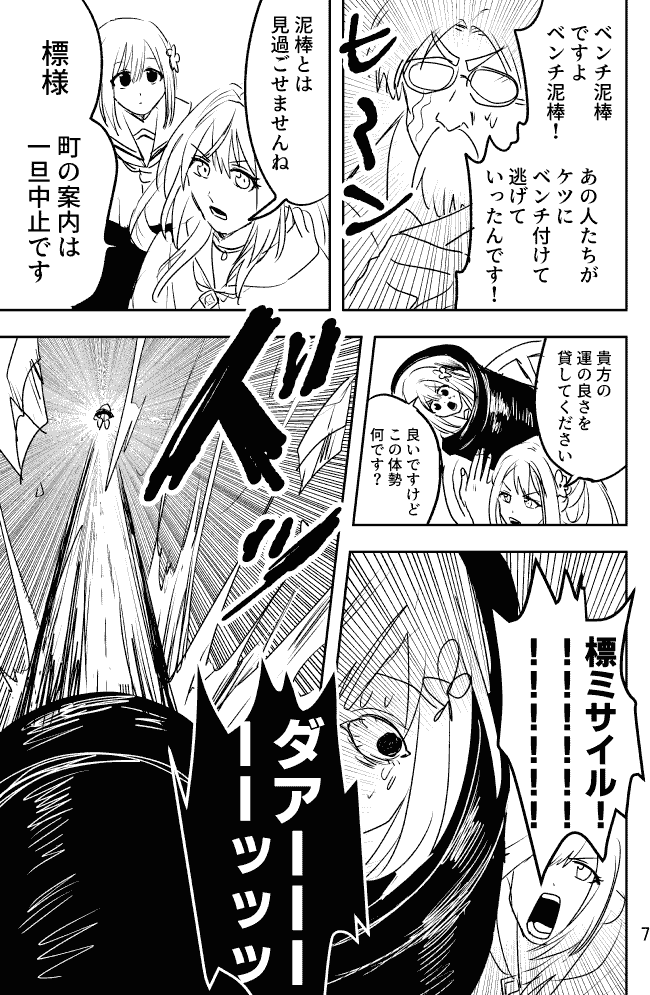 ベンチ泥棒
ですよ
ベンチ泥棒！
あの人たちが
ケツに
ベンチ付けて
逃げて
いったんです！
ヒ〜ン
泥棒とは
見過ごせませんね
標様
町の案内は
一旦中止です
貴方の
運の良さを
貸してください
良いですけど
この体勢
何です？
ズドッ
標ミサイル！
！！！！！！！
！！！！！！！
ダァーーー
ーーッッッ
7